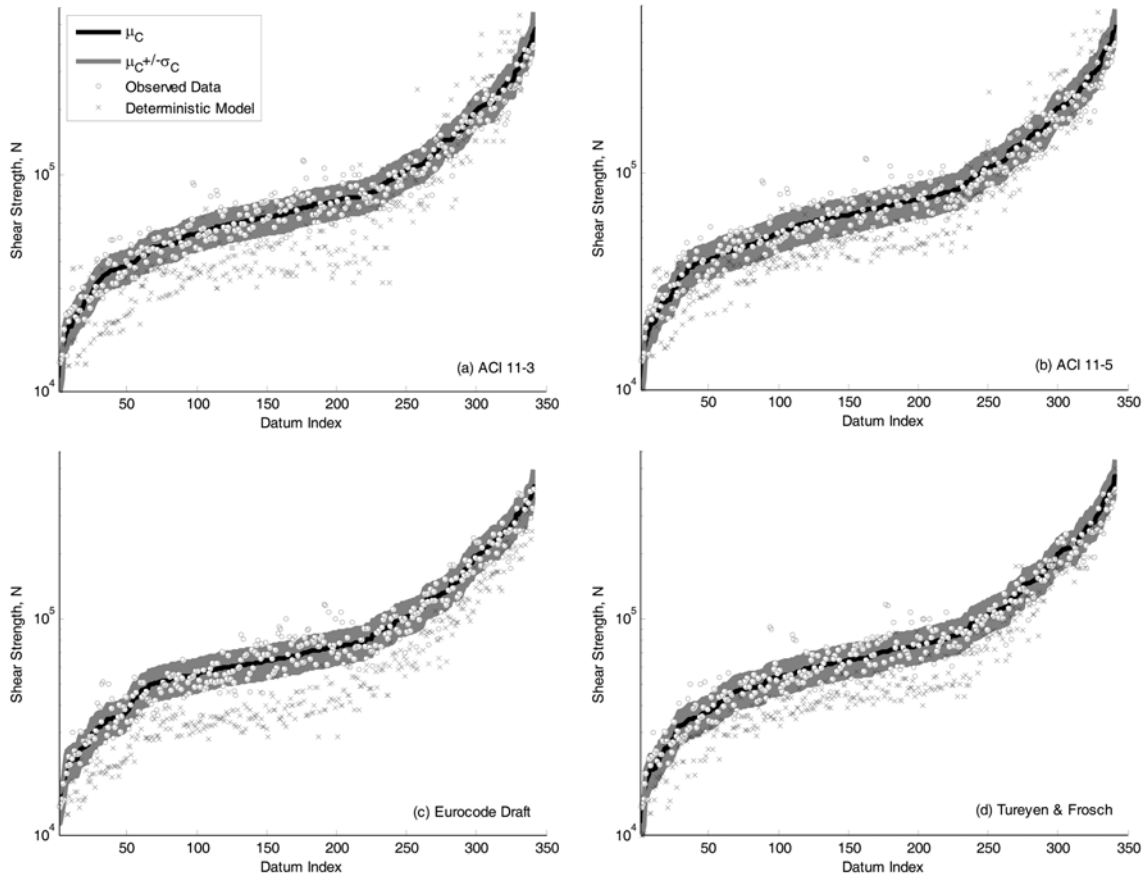 μC
μC+/-σC
Observed Data
Deterministic Model
Shear Strength, N
10^5
10^4
(a) ACI 11-3
50 100 150 200 250 300 350
Datum Index
Shear Strength, N
10^5
10^4
(b) ACI 11-5
50 100 150 200 250 300 350
Datum Index
Shear Strength, N
10^5
10^4
(c) Eurocode Draft
50 100 150 200 250 300 350
Datum Index
Shear Strength, N
10^5
10^4
(d) Tureyen & Frosch
50 100 150 200 250 300 350
Datum Index